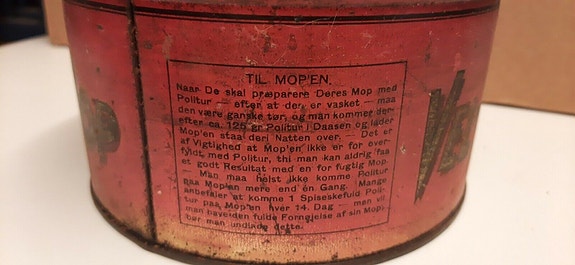 TIL MOP'EN.
Naar De skal præparere Deres Mop med
Politur — efter at den er vasket — maa
den være ganske tør, og man kommer der-
efter ca. 125 gr Politur i Daasen og lader
Mop'en staa der Natten over. — Det er
af Vigtighed at Mop'en ikke er for over-
fyldt med Politur, thi man kan aldrig faa
et godt Resultat med en for fugtig Mop.
— Man maa helst ikke komme Politur
paa Mop'en mere end én Gang. Mange
anbefaler at komme 1 Spiseskefuld Poli-
tur paa Mop'en hver 14. Dag — men vil
man have den fulde Fornøjelse af sin Mop,
bør man undlade dette.